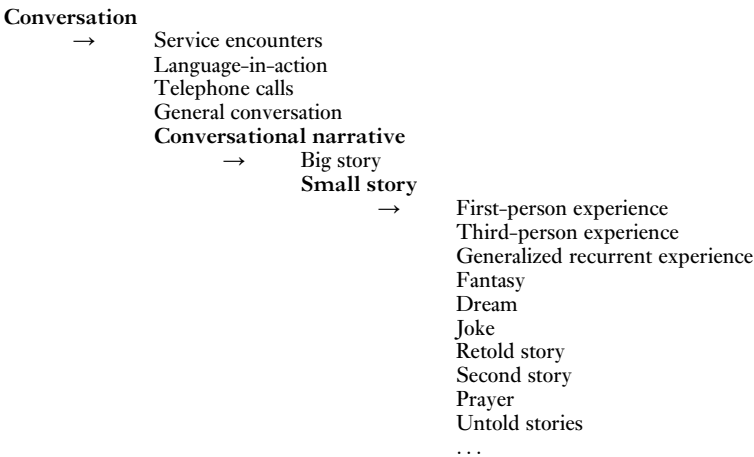 Conversation
→ Service encounters
Language-in-action
Telephone calls
General conversation
Conversational narrative
→ Big story
Small story
→ First-person experience
Third-person experience
Generalized recurrent experience
Fantasy
Dream
Joke
Retold story
Second story
Prayer
Untold stories
...